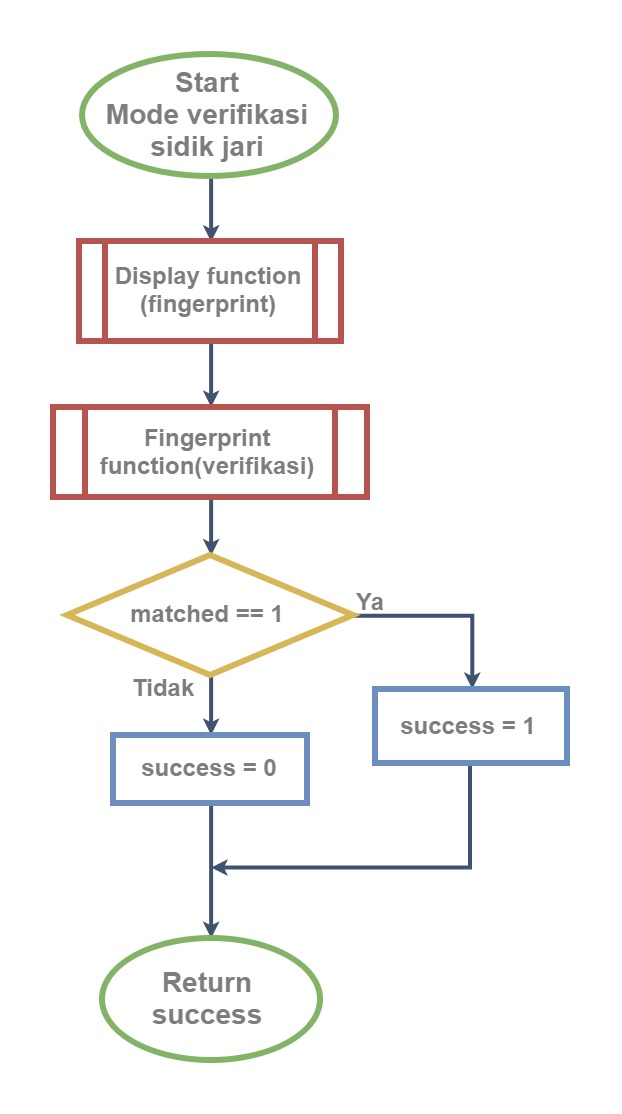 Start
Mode verifikasi
sidik jari
Display function
(fingerprint)
Fingerprint
function(verifikasi)
matched == 1
Ya
Tidak
success = 1
success = 0
Return
success